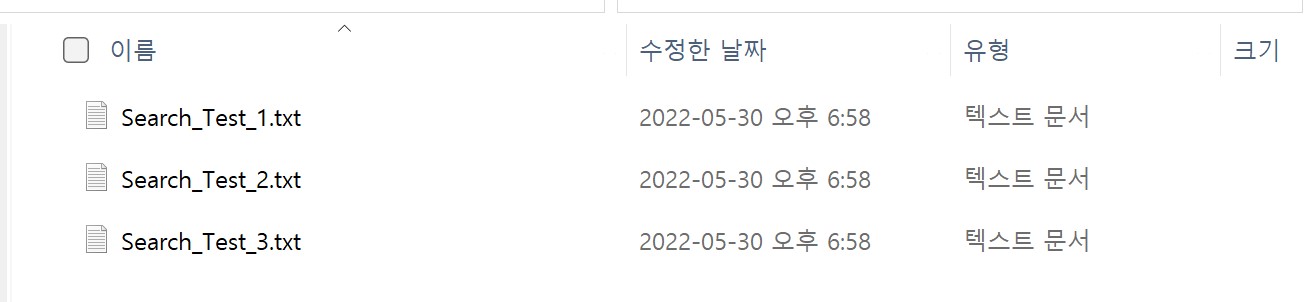 이름 수정한 날짜 유형 크기
Search_Test_1.txt 2022-05-30 오후 6:58 텍스트 문서
Search_Test_2.txt 2022-05-30 오후 6:58 텍스트 문서
Search_Test_3.txt 2022-05-30 오후 6:58 텍스트 문서